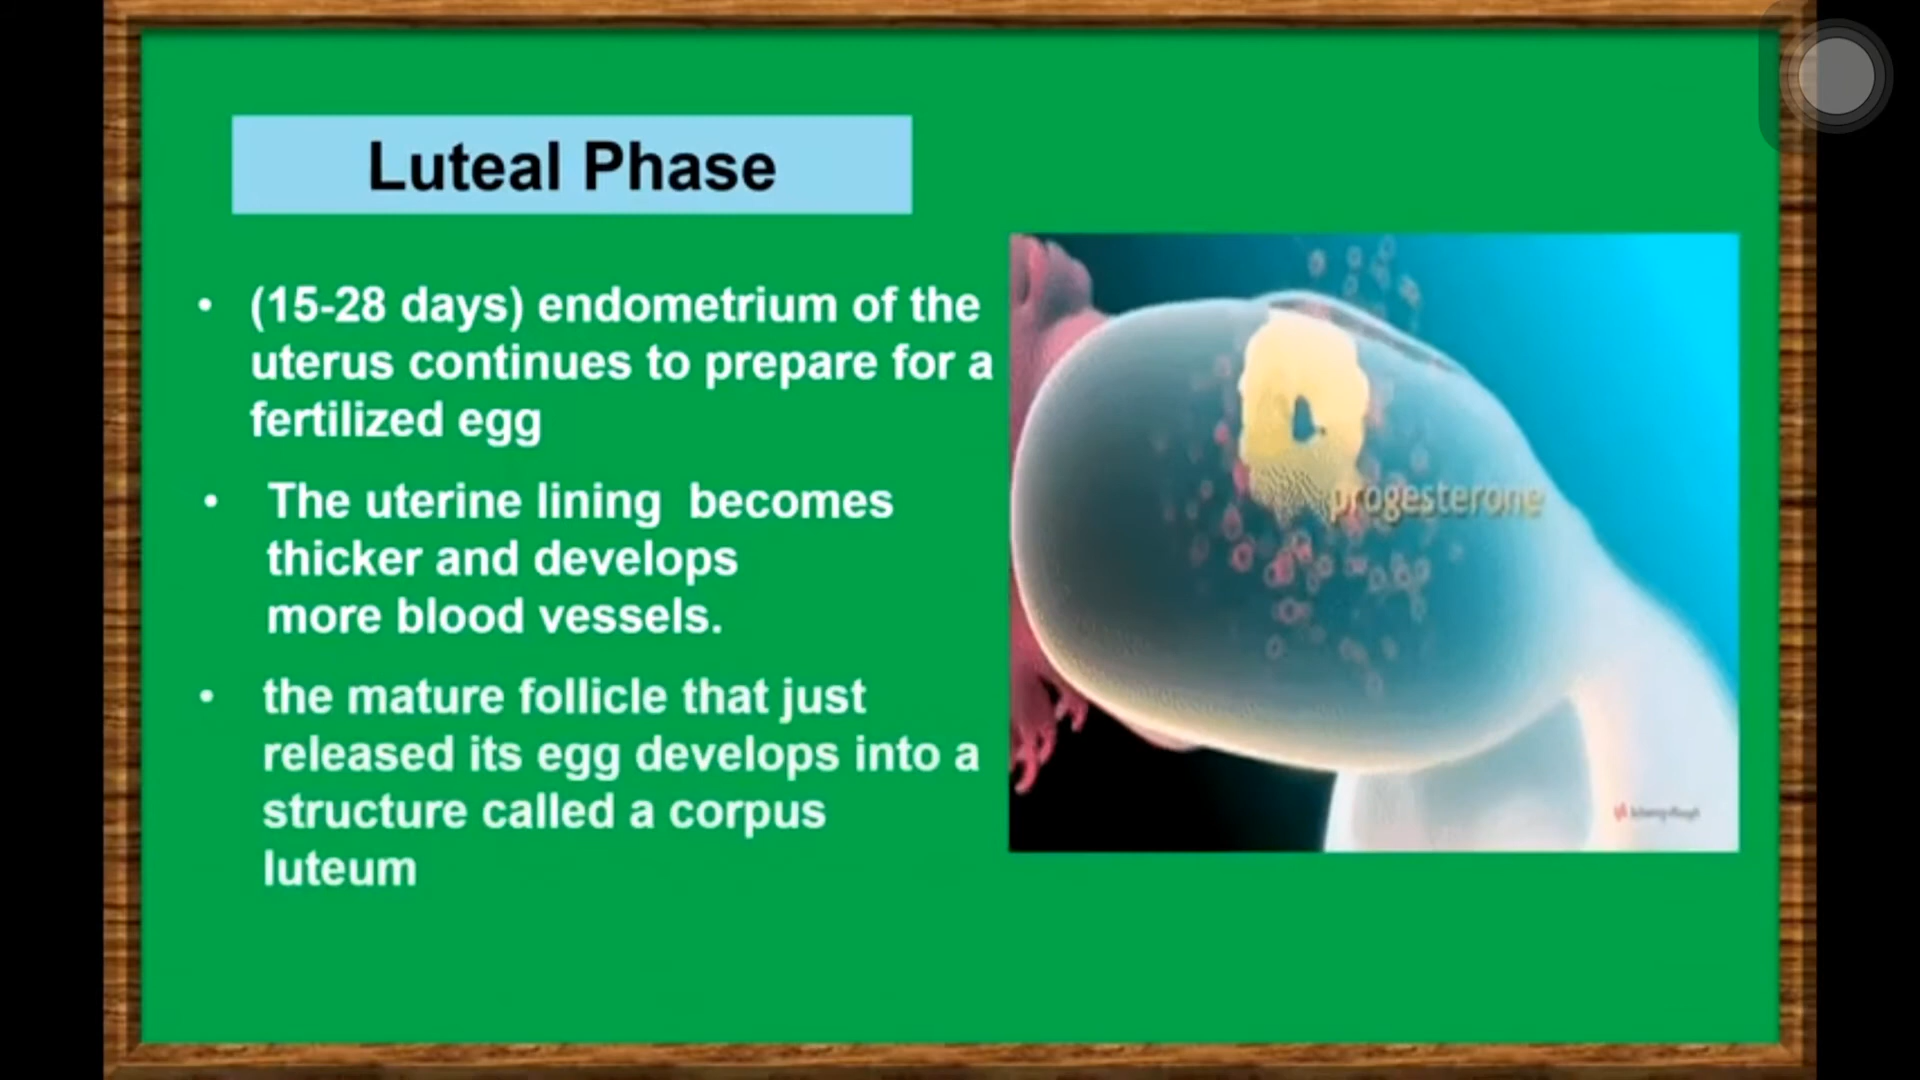 Luteal Phase
• (15-28 days) endometrium of the
uterus continues to prepare for a
fertilized egg
• The uterine lining becomes
thicker and develops
more blood vessels.
• the mature follicle that just
released its egg develops into a
structure called a corpus
luteum
progesterone